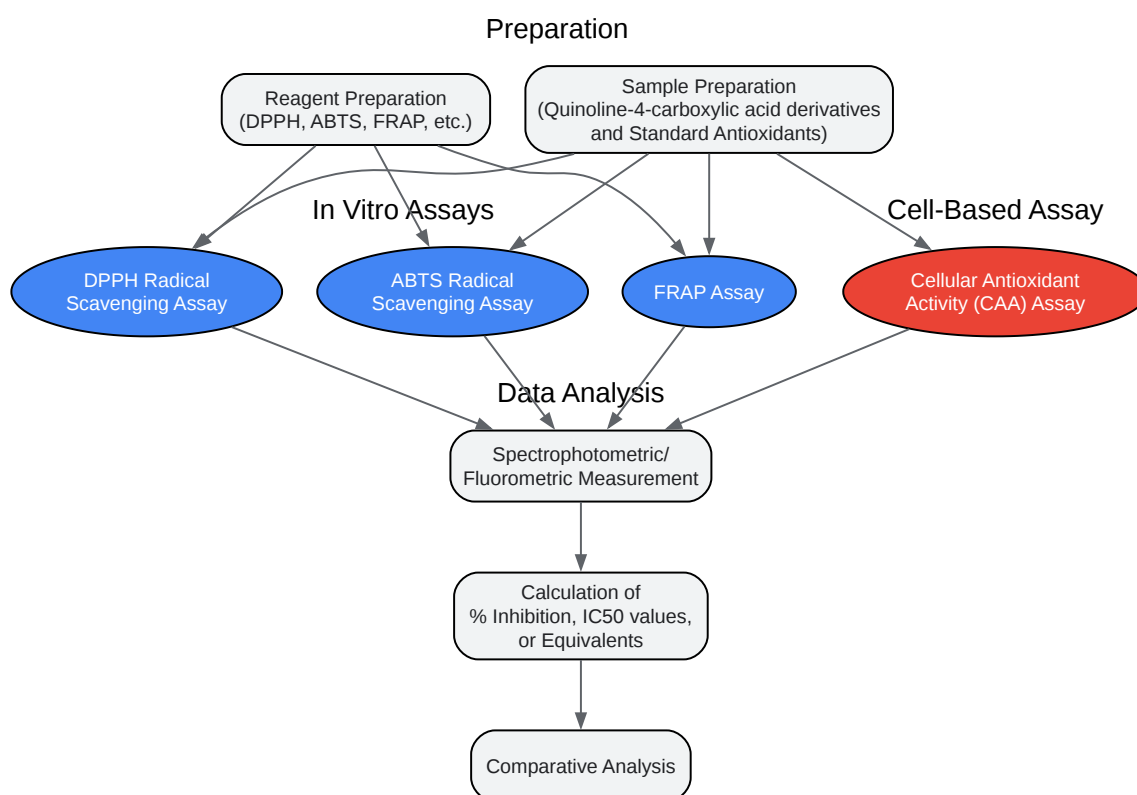 Preparation
Reagent Preparation
(DPPH, ABTS, FRAP, etc.)
Sample Preparation
(Quinoline-4-carboxylic acid derivatives
and Standard Antioxidants)
In Vitro Assays
Cell-Based Assay
DPPH Radical
Scavenging Assay
ABTS Radical
Scavenging Assay
FRAP Assay
Cellular Antioxidant
Activity (CAA) Assay
Data Analysis
Spectrophotometric/
Fluorometric Measurement
Calculation of
% Inhibition, IC50 values,
or Equivalents
Comparative Analysis